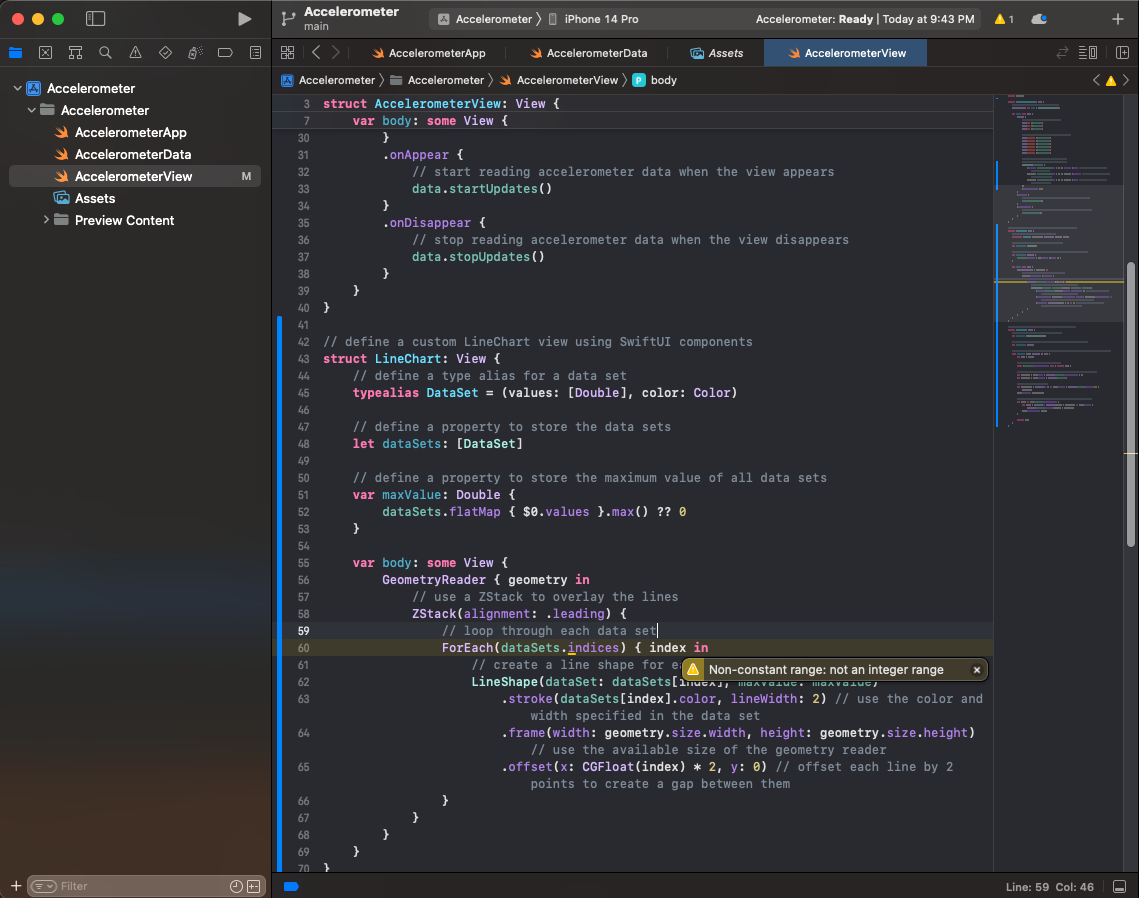 Accelerometer
main
Accelerometer
iPhone 14 Pro
Accelerometer: Ready | Today at 9:43 PM
1
AccelerometerApp
AccelerometerData
Assets
AccelerometerView
Accelerometer
Accelerometer
AccelerometerView
P body
Accelerometer
Accelerometer
AccelerometerApp
AccelerometerData
AccelerometerView M
Assets
Preview Content
3 struct AccelerometerView: View {
7 var body: some View {
30 }
31 .onAppear {
32 // start reading accelerometer data when the view appears
33 data.startUpdates()
34 }
35 .onDisappear {
36 // stop reading accelerometer data when the view disappears
37 data.stopUpdates()
38 }
39 }
40 }
41
42 // define a custom LineChart view using SwiftUI components
43 struct LineChart: View {
44 // define a type alias for a data set
45 typealias DataSet = (values: [Double], color: Color)
46
47 // define a property to store the data sets
48 let dataSets: [DataSet]
49
50 // define a property to store the maximum value of all data sets
51 var maxValue: Double {
52 dataSets.flatMap { $0.values }.max() ?? 0
53 }
54
55 var body: some View {
56 GeometryReader { geometry in
57 // use a ZStack to overlay the lines
58 ZStack(alignment: .leading) {
59 // loop through each data set
60 ForEach(dataSets.indices) { index in
61 // create a line shape for e
Non-constant range: not an integer range
62 LineShape(dataSet: dataSets[index], maxValue: maxValue)
63 .stroke(dataSets[index].color, lineWidth: 2) // use the color and
width specified in the data set
64 .frame(width: geometry.size.width, height: geometry.size.height)
// use the available size of the geometry reader
65 .offset(x: CGFloat(index) * 2, y: 0) // offset each line by 2
points to create a gap between them
66 }
67 }
68 }
69 }
70 }
Filter
Line: 59 Col: 46